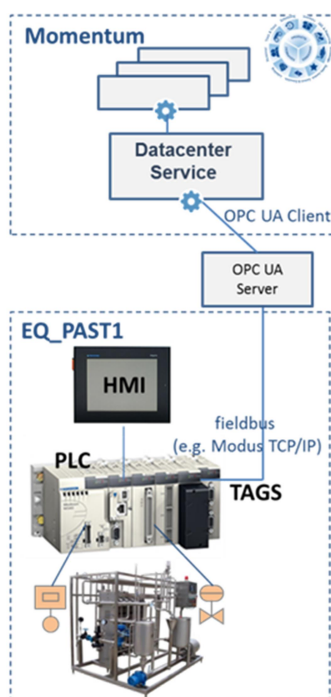 Momentum
Datacenter
Service
OPC UA Client
OPC UA
Server
EQ_PAST1
HMI
fieldbus
(e.g. Modus TCP/IP)
PLC
TAGS